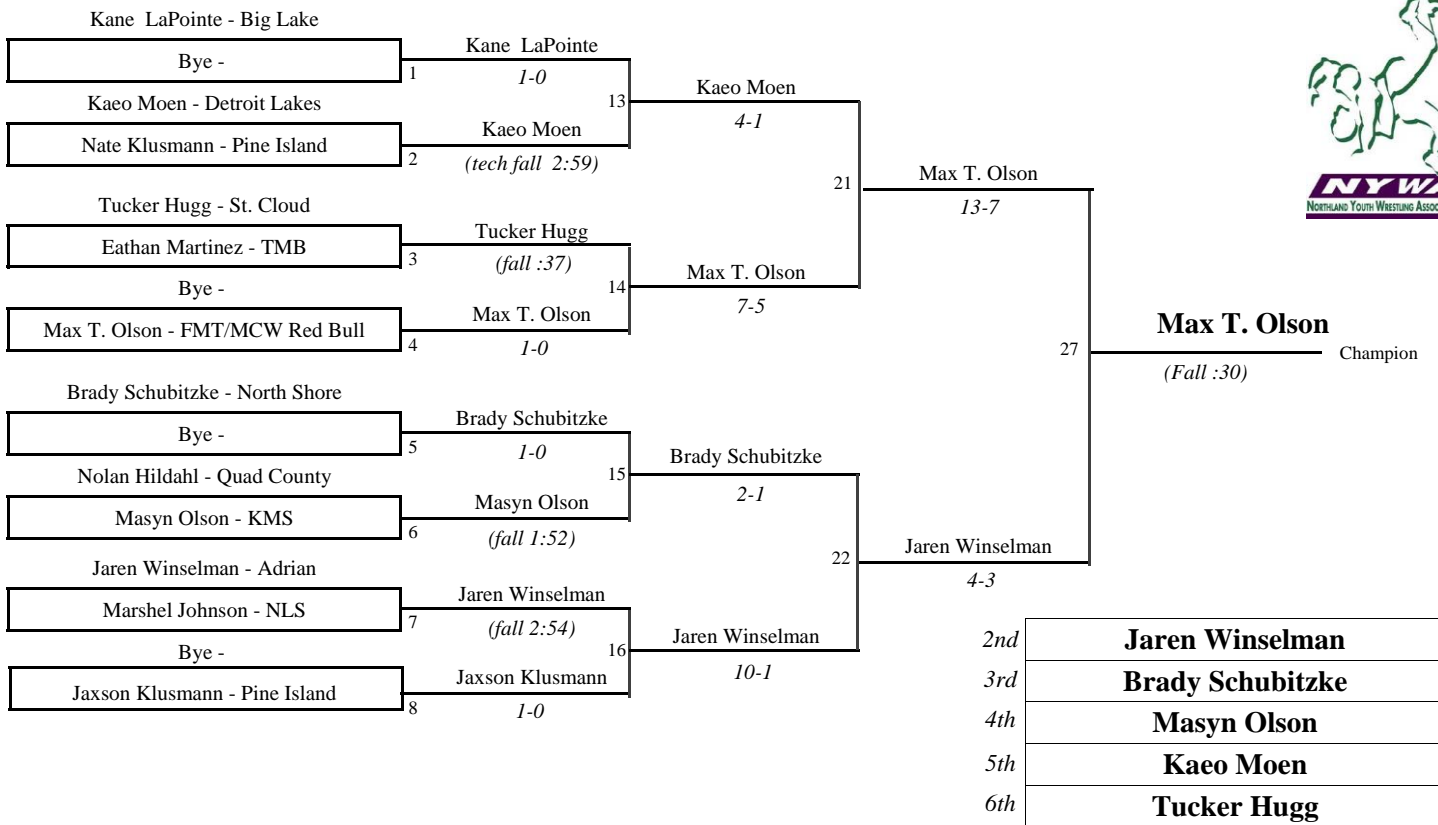 Kane LaPointe - Big Lake
Bye -
1
Kane LaPointe
1-0
Kaeo Moen - Detroit Lakes
Nate Klusmann - Pine Island
2
Kaeo Moen
(tech fall 2:59)
13
Kaeo Moen
4-1
Tucker Hugg - St. Cloud
Eathan Martinez - TMB
3
Tucker Hugg
(fall :37)
Bye -
Max T. Olson - FMT/MCW Red Bull
4
Max T. Olson
1-0
14
Max T. Olson
7-5
21
Max T. Olson
13-7
Brady Schubitzke - North Shore
Bye -
5
Brady Schubitzke
1-0
Nolan Hildahl - Quad County
Masyn Olson - KMS
6
Masyn Olson
(fall 1:52)
15
Brady Schubitzke
2-1
Jaren Winselman - Adrian
Marshel Johnson - NLS
7
Jaren Winselman
(fall 2:54)
Bye -
Jaxson Klusmann - Pine Island
8
Jaxson Klusmann
1-0
16
Jaren Winselman
10-1
22
Jaren Winselman
4-3
27
Max T. Olson
Champion
(Fall :30)
2nd Jaren Winselman
3rd Brady Schubitzke
4th Masyn Olson
5th Kaeo Moen
6th Tucker Hugg
NORTHLAND YOUTH WRESTLING